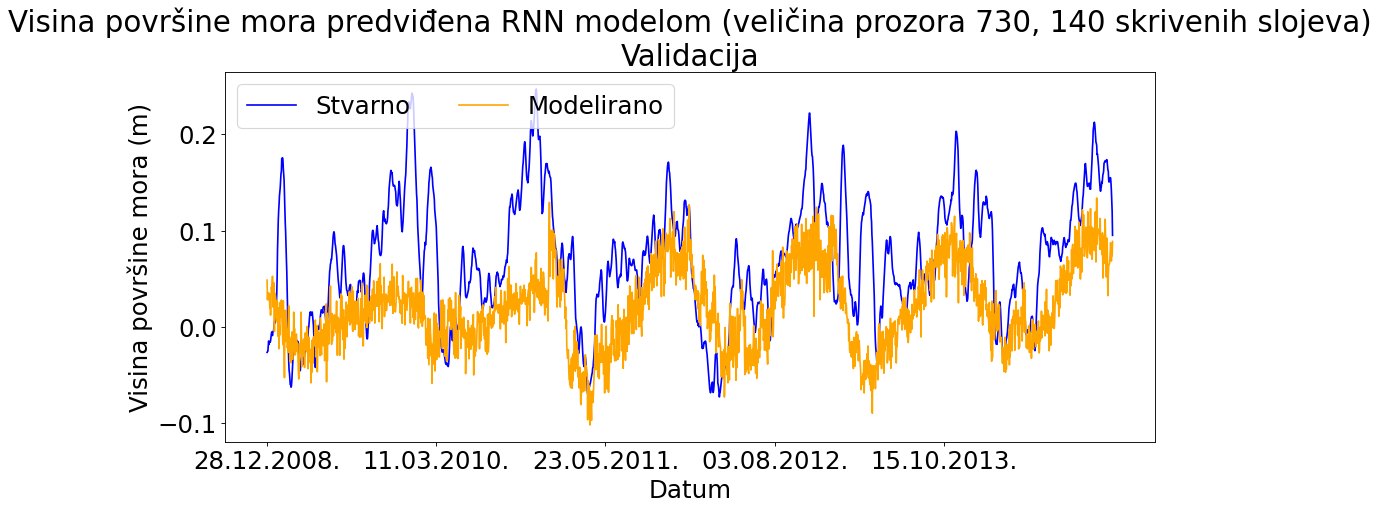 Visina površine mora predviđena RNN modelom (veličina prozora 730, 140 skrivenih slojeva)
Validacija
Stvarno Modelirano
Visina površine mora (m)
0.2
0.1
0.0
−0.1
28.12.2008. 11.03.2010. 23.05.2011. 03.08.2012. 15.10.2013.
Datum